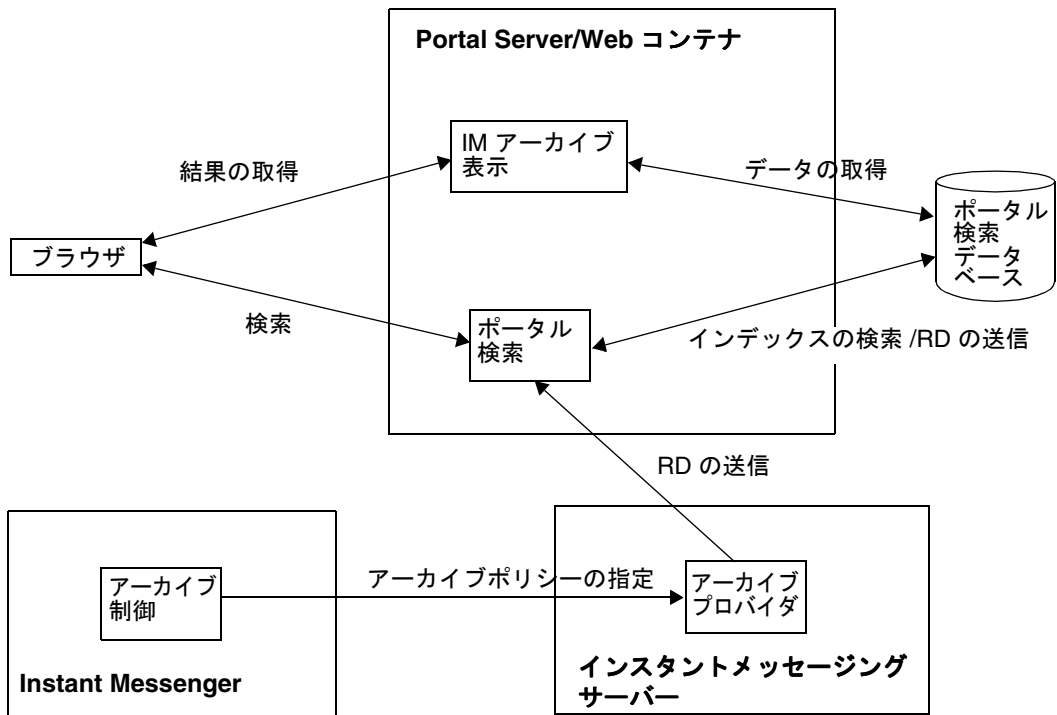 Portal Server/Web コンテナ
IM アーカイブ
表示
結果の取得
データの取得
ブラウザ
ポータル
検索
データ
ベース
検索
ポータル
検索
インデックスの検索 /RD の送信
RD の送信
アーカイブ
制御
アーカイブポリシーの指定
アーカイブ
プロバイダ
Instant Messenger
インスタントメッセージング
サーバー